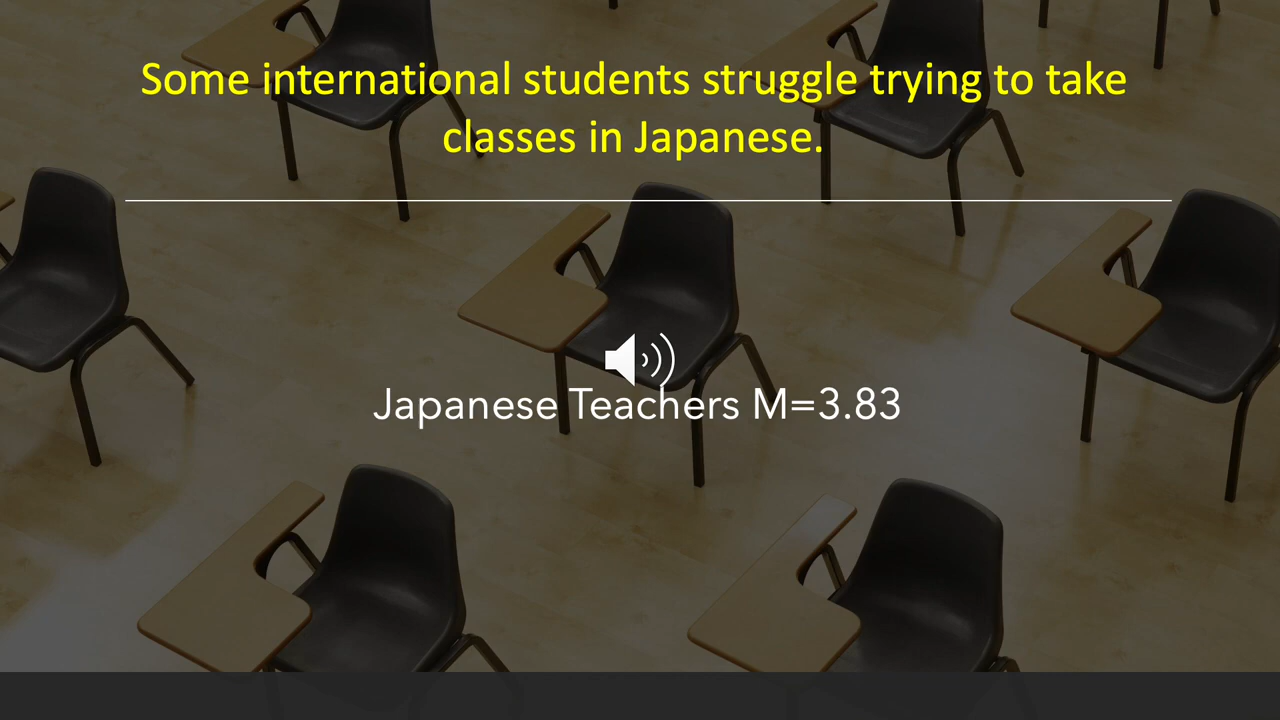 Some international students struggle trying to take
classes in Japanese.
Japanese Teachers M=3.83